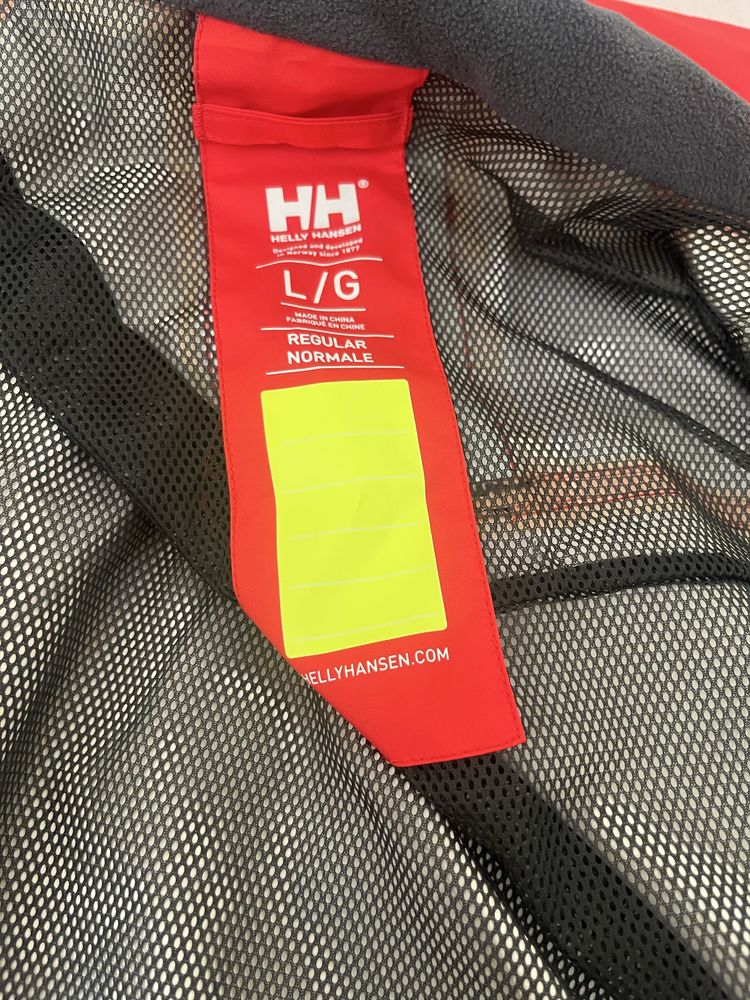 HH®
HELLY HANSEN
Designed and developed
in Norway since 1877
L/G
MADE IN CHINA
FABRIQUÉ EN CHINE
REGULAR
NORMALE
HELLYHANSEN.COM